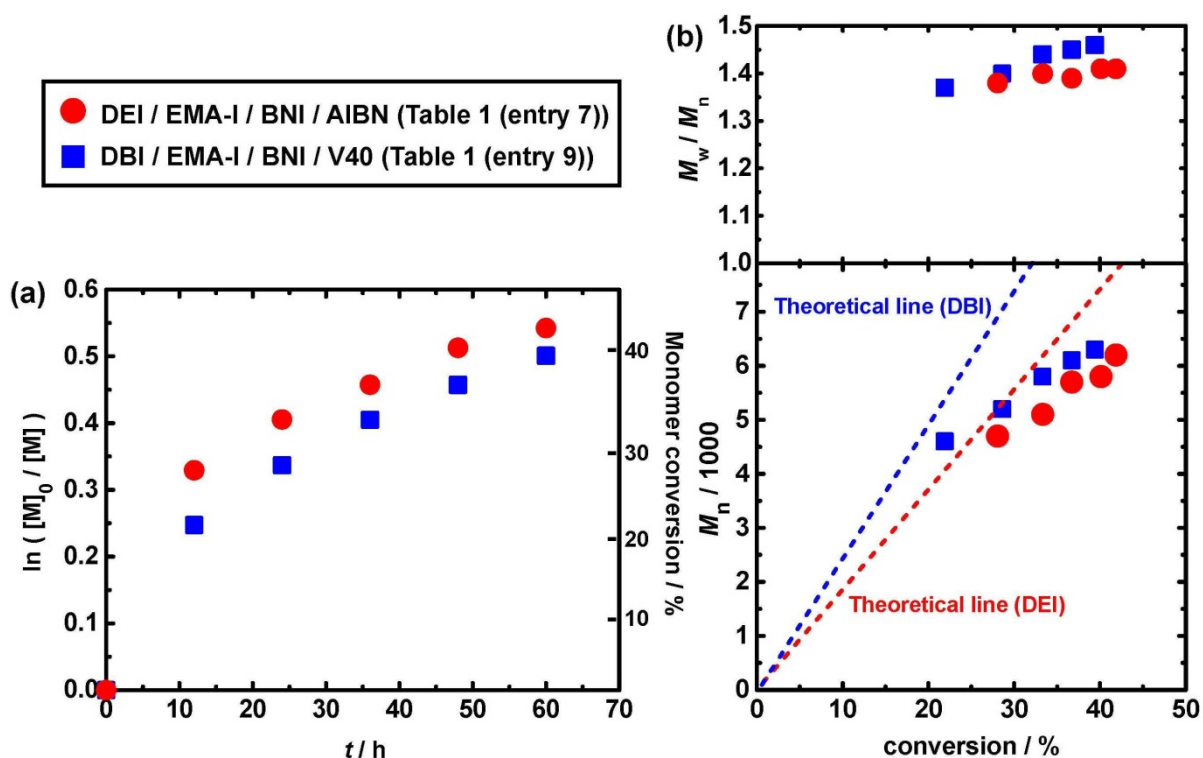 DEI / EMA-I / BNI / AIBN (Table 1 (entry 7))
DBI / EMA-I / BNI / V40 (Table 1 (entry 9))
(a)
ln ( [M]0 / [M] )
0.6
0.5
0.4
0.3
0.2
0.1
0.0
0 10 20 30 40 50 60 70
t / h
40
30
20
10
Monomer conversion / %
(b)
Mw / Mn
1.5
1.4
1.3
1.2
1.1
1.0
Theoretical line (DBI)
Theoretical line (DEI)
Mn / 1000
7
6
5
4
3
2
1
0
0 10 20 30 40 50
conversion / %